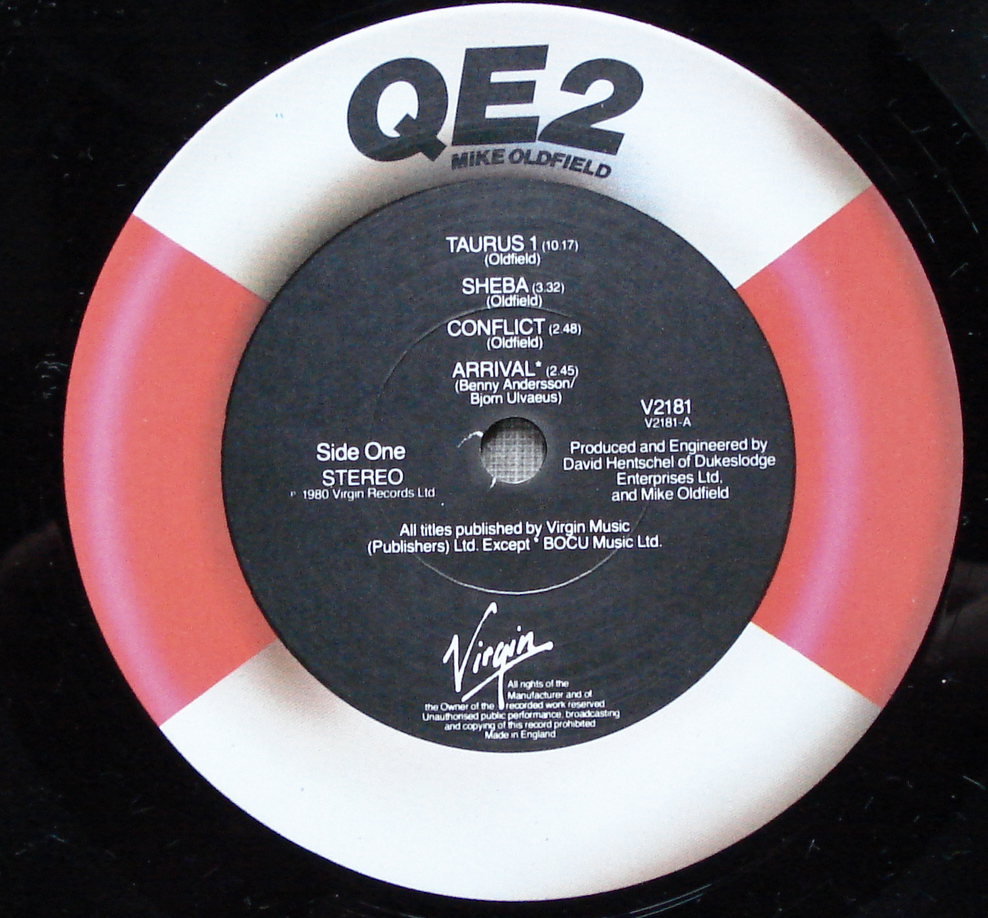 QE2
MIKE OLDFIELD
TAURUS 1 (10.17)
(Oldfield)
SHEBA (3.32)
(Oldfield)
CONFLICT (2.48)
(Oldfield)
ARRIVAL* (2.45)
(Benny Andersson/
Bjorn Ulvaeus)
V2181
V2181-A
Side One
STEREO
℗ 1980 Virgin Records Ltd
Produced and Engineered by
David Hentschel of Dukeslodge
Enterprises Ltd.
and Mike Oldfield
All titles published by Virgin Music
(Publishers) Ltd. Except * BOCU Music Ltd.
Virgin
All rights of the
Manufacturer and of
the Owner of the recorded work reserved
Unauthorised public performance, broadcasting
and copying of this record prohibited
Made in England